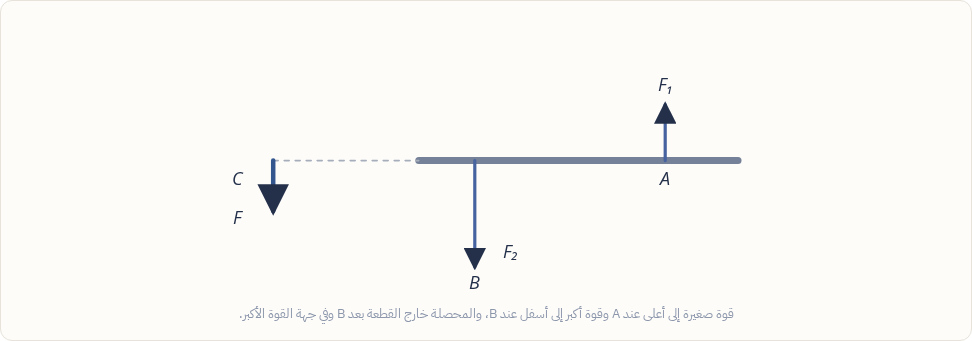 F₁
C
A
F
F₂
B
قوة صغيرة إلى أعلى عند A وقوة أكبر إلى أسفل عند B، والمحصلة خارج القطعة بعد B وفي جهة القوة الأكبر.